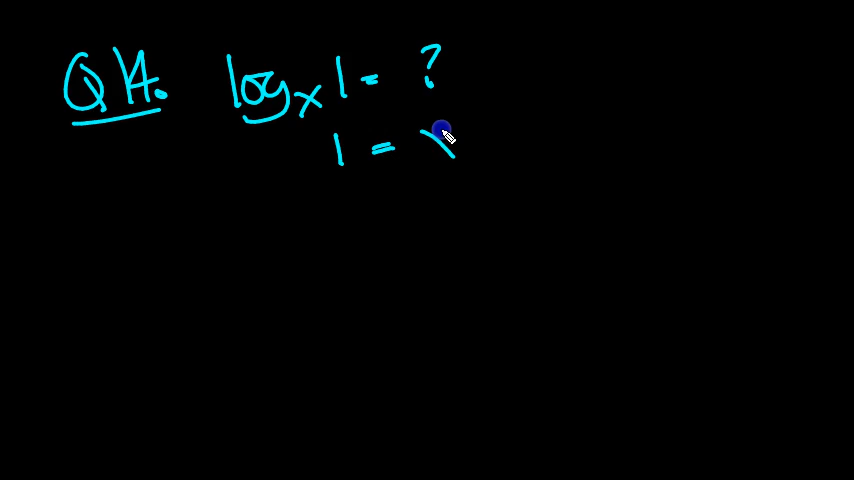 Q14. logₓ 1 = ?
1 = x